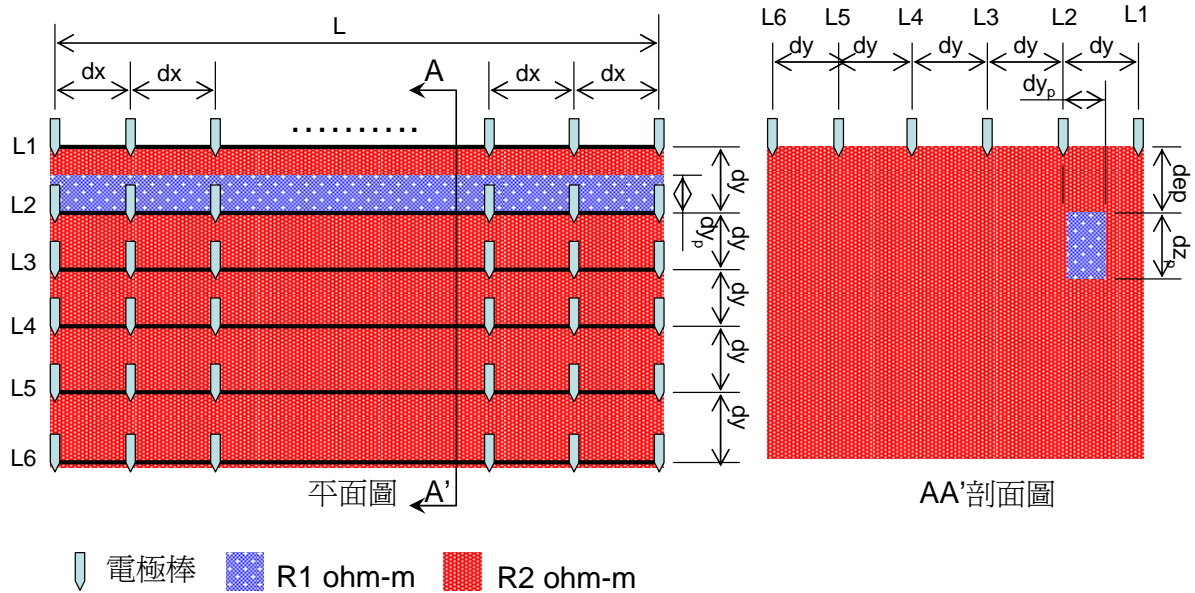 L
dx
dx
dx
dx
A
..........
L1
L2
L3
L4
L5
L6
dy
dyp
dy
dy
dy
dy
平面圖
A'
L6
L5
L4
L3
L2
L1
dy
dy
dy
dy
dy
dyp
dep
dzp
AA'剖面圖
電極棒
R1 ohm-m
R2 ohm-m